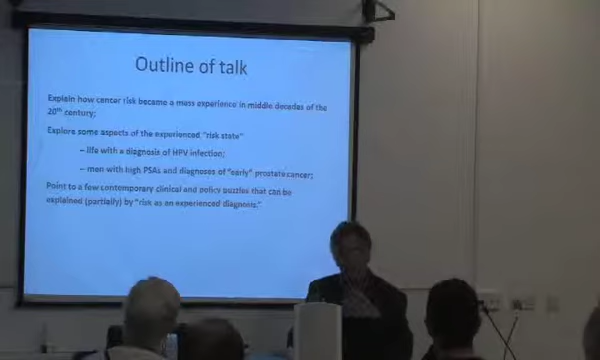 Outline of talk
Explain how cancer risk became a mass experience in middle decades of the
20th century;
Explore some aspects of the experienced "risk state"
– life with a diagnosis of HPV infection;
– men with high PSAs and diagnoses of "early" prostate cancer;
Point to a few contemporary clinical and policy puzzles that can be
explained (partially) by "risk as an experienced diagnosis."